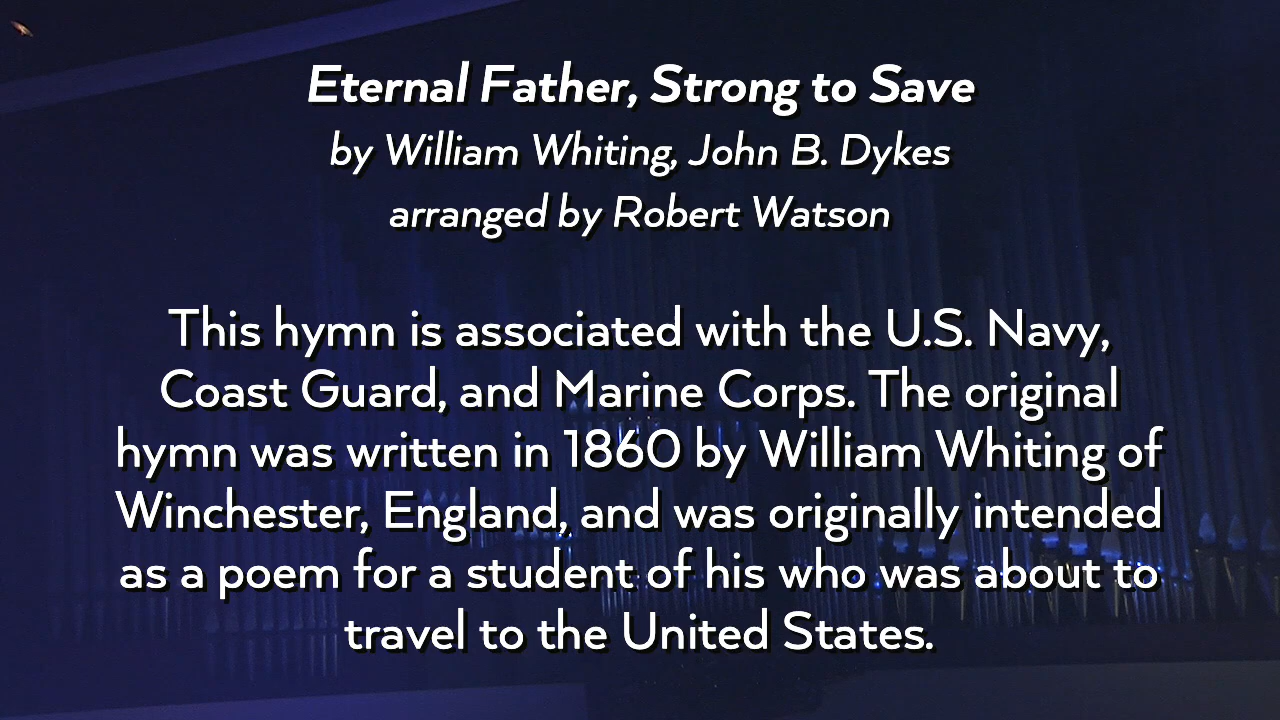 Eternal Father, Strong to Save
by William Whiting, John B. Dykes
arranged by Robert Watson
This hymn is associated with the U.S. Navy,
Coast Guard, and Marine Corps. The original
hymn was written in 1860 by William Whiting of
Winchester, England, and was originally intended
as a poem for a student of his who was about to
travel to the United States.